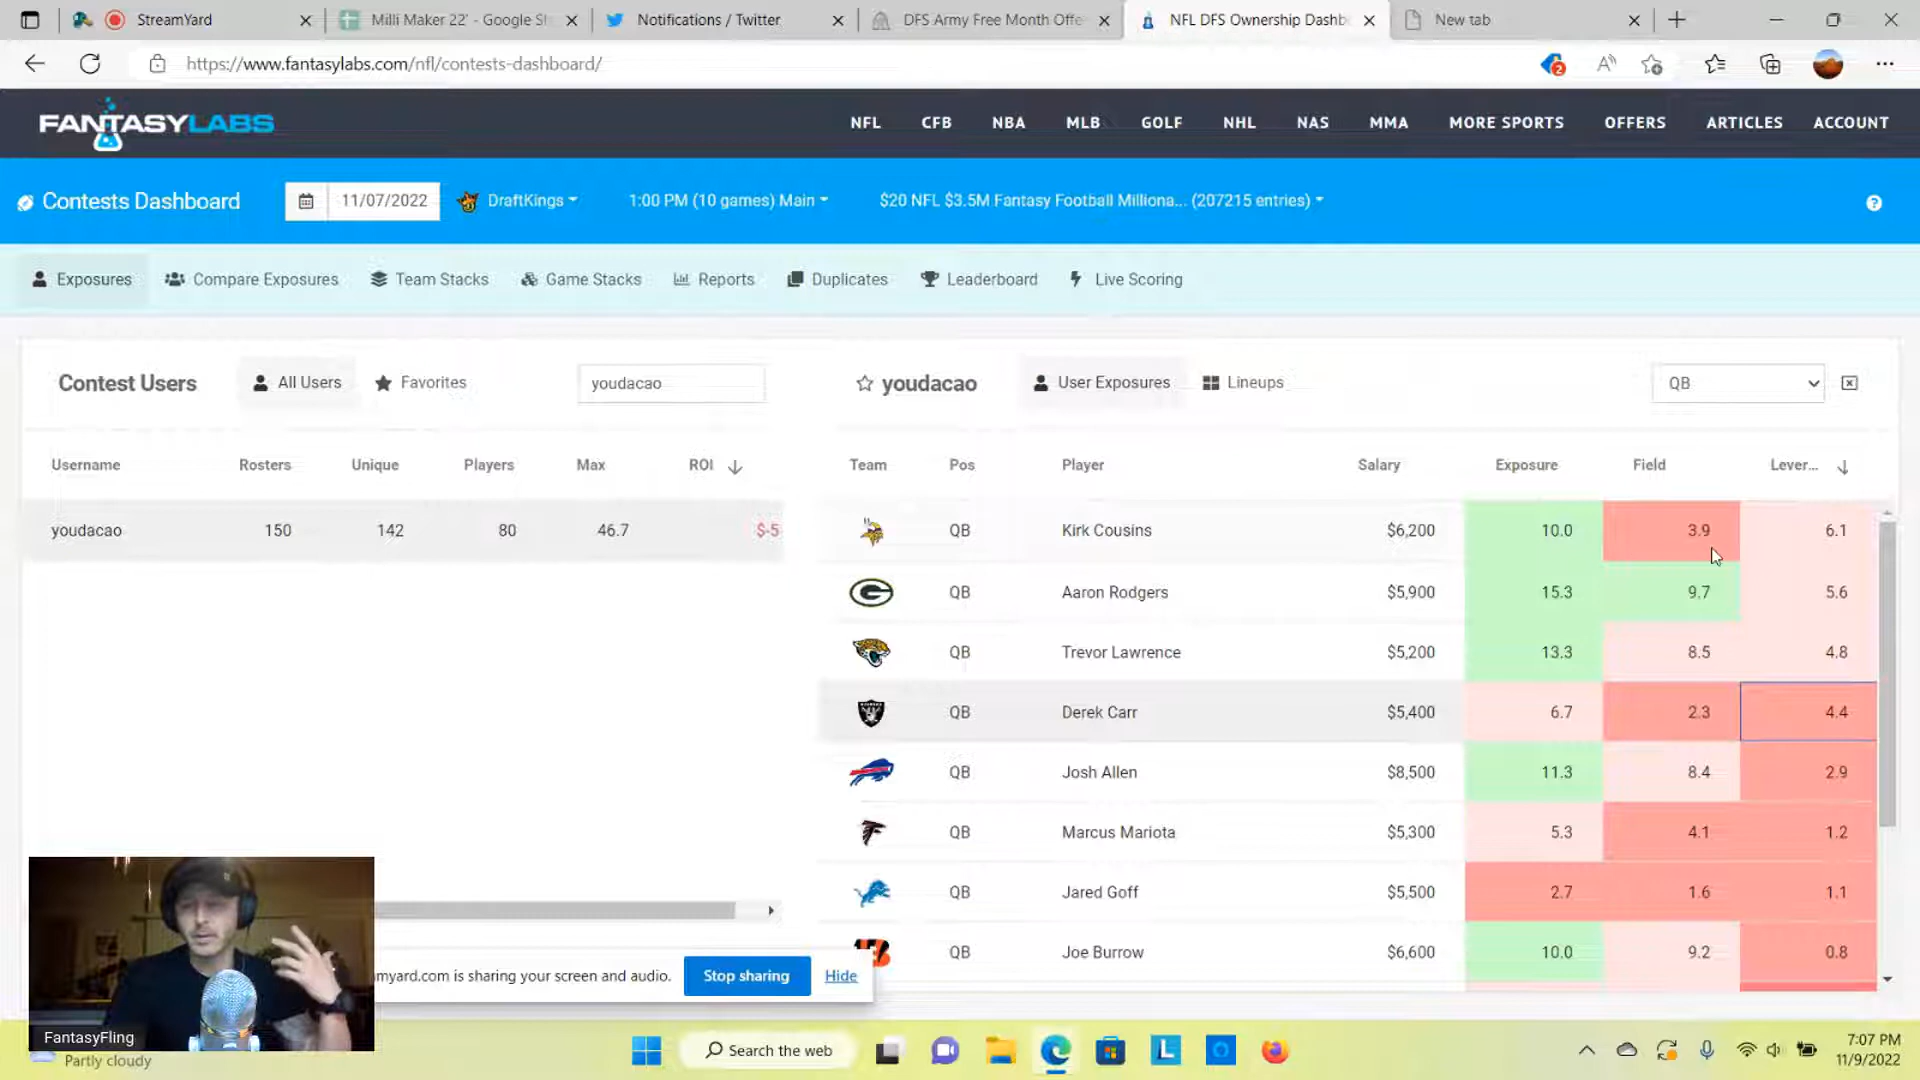 StreamYard
Milli Maker 22' - Google Sh
Notifications / Twitter
DFS Army Free Month Offe
NFL DFS Ownership Dashb
New tab
https://www.fantasylabs.com/nfl/contests-dashboard/
2
FANTASYLABS
NFL CFB NBA MLB GOLF NHL NAS MMA MORE SPORTS OFFERS ARTICLES ACCOUNT
Contests Dashboard 11/07/2022 DraftKings 1:00 PM (10 games) Main $20 NFL $3.5M Fantasy Football Milliona... (207215 entries) ?
Exposures Compare Exposures Team Stacks Game Stacks Reports Duplicates Leaderboard Live Scoring
Contest Users All Users Favorites youdacao
Username Rosters Unique Players Max ROI
youdacao 150 142 80 46.7 $-5
youdacao User Exposures Lineups QB
Team Pos Player Salary Exposure Field Lever...
QB Kirk Cousins $6,200 10.0 3.9 6.1
QB Aaron Rodgers $5,900 15.3 9.7 5.6
QB Trevor Lawrence $5,200 13.3 8.5 4.8
QB Derek Carr $5,400 6.7 2.3 4.4
QB Josh Allen $8,500 11.3 8.4 2.9
QB Marcus Mariota $5,300 5.3 4.1 1.2
QB Jared Goff $5,500 2.7 1.6 1.1
QB Joe Burrow $6,600 10.0 9.2 0.8
amyard.com is sharing your screen and audio. Stop sharing Hide
FantasyFling
Partly cloudy
Search the web
7:07 PM
11/9/2022